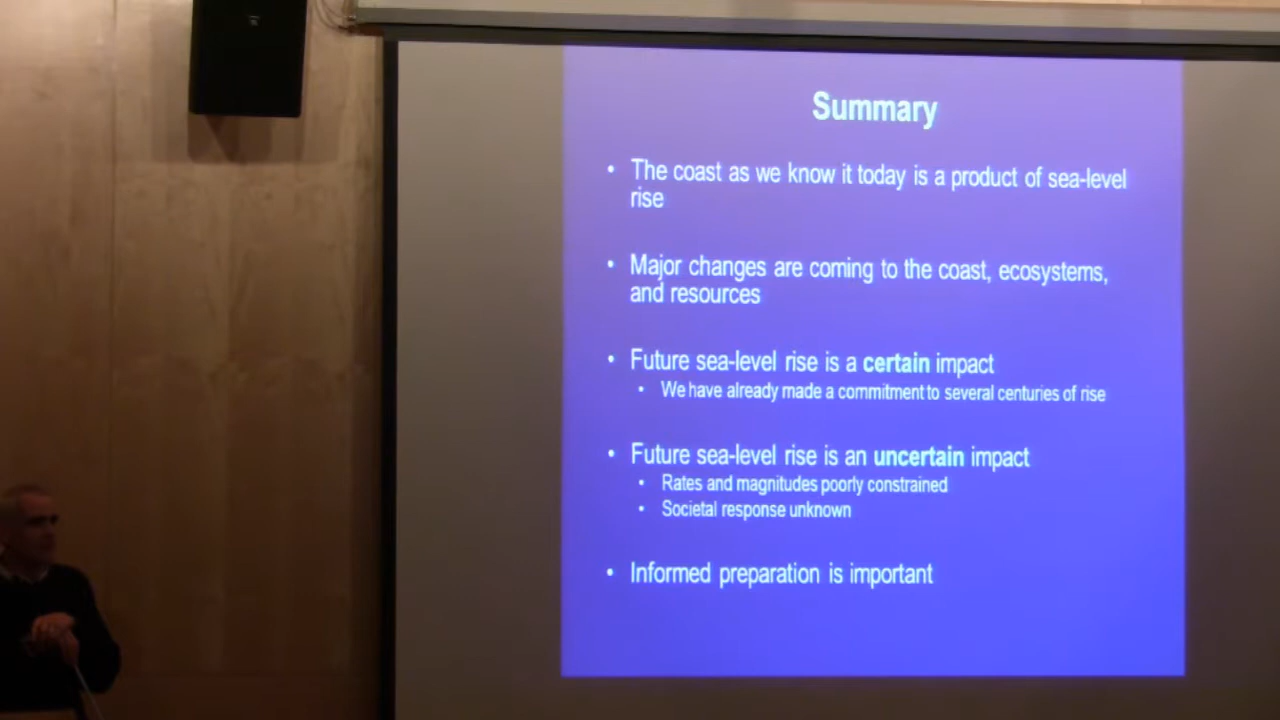 Summary
• The coast as we know it today is a product of sea-level
rise
• Major changes are coming to the coast, ecosystems,
and resources
• Future sea-level rise is a certain impact
• We have already made a commitment to several centuries of rise
• Future sea-level rise is an uncertain impact
• Rates and magnitudes poorly constrained
• Societal response unknown
• Informed preparation is important